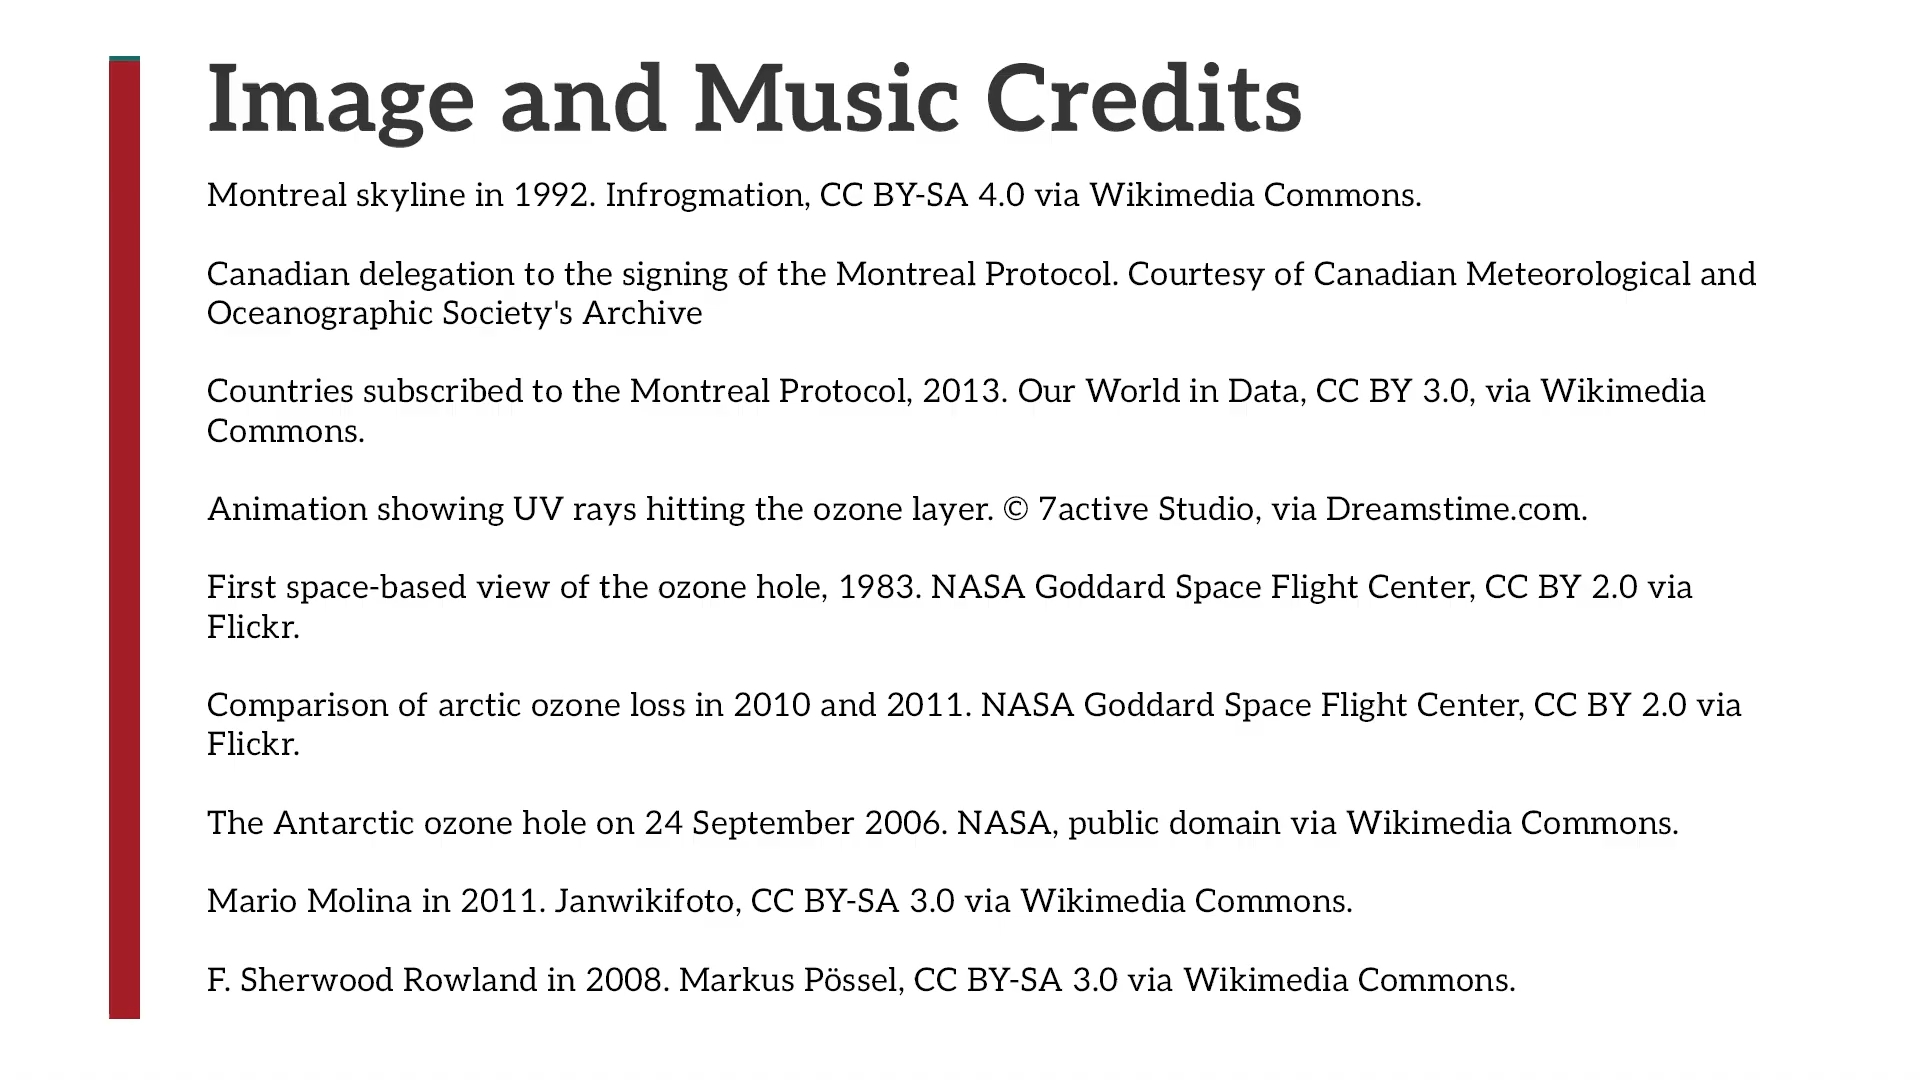 Image and Music Credits
Montreal skyline in 1992. Infrogmation, CC BY-SA 4.0 via Wikimedia Commons.
Canadian delegation to the signing of the Montreal Protocol. Courtesy of Canadian Meteorological and
Oceanographic Society's Archive
Countries subscribed to the Montreal Protocol, 2013. Our World in Data, CC BY 3.0, via Wikimedia
Commons.
Animation showing UV rays hitting the ozone layer. © 7active Studio, via Dreamstime.com.
First space-based view of the ozone hole, 1983. NASA Goddard Space Flight Center, CC BY 2.0 via
Flickr.
Comparison of arctic ozone loss in 2010 and 2011. NASA Goddard Space Flight Center, CC BY 2.0 via
Flickr.
The Antarctic ozone hole on 24 September 2006. NASA, public domain via Wikimedia Commons.
Mario Molina in 2011. Janwikifoto, CC BY-SA 3.0 via Wikimedia Commons.
F. Sherwood Rowland in 2008. Markus Pössel, CC BY-SA 3.0 via Wikimedia Commons.